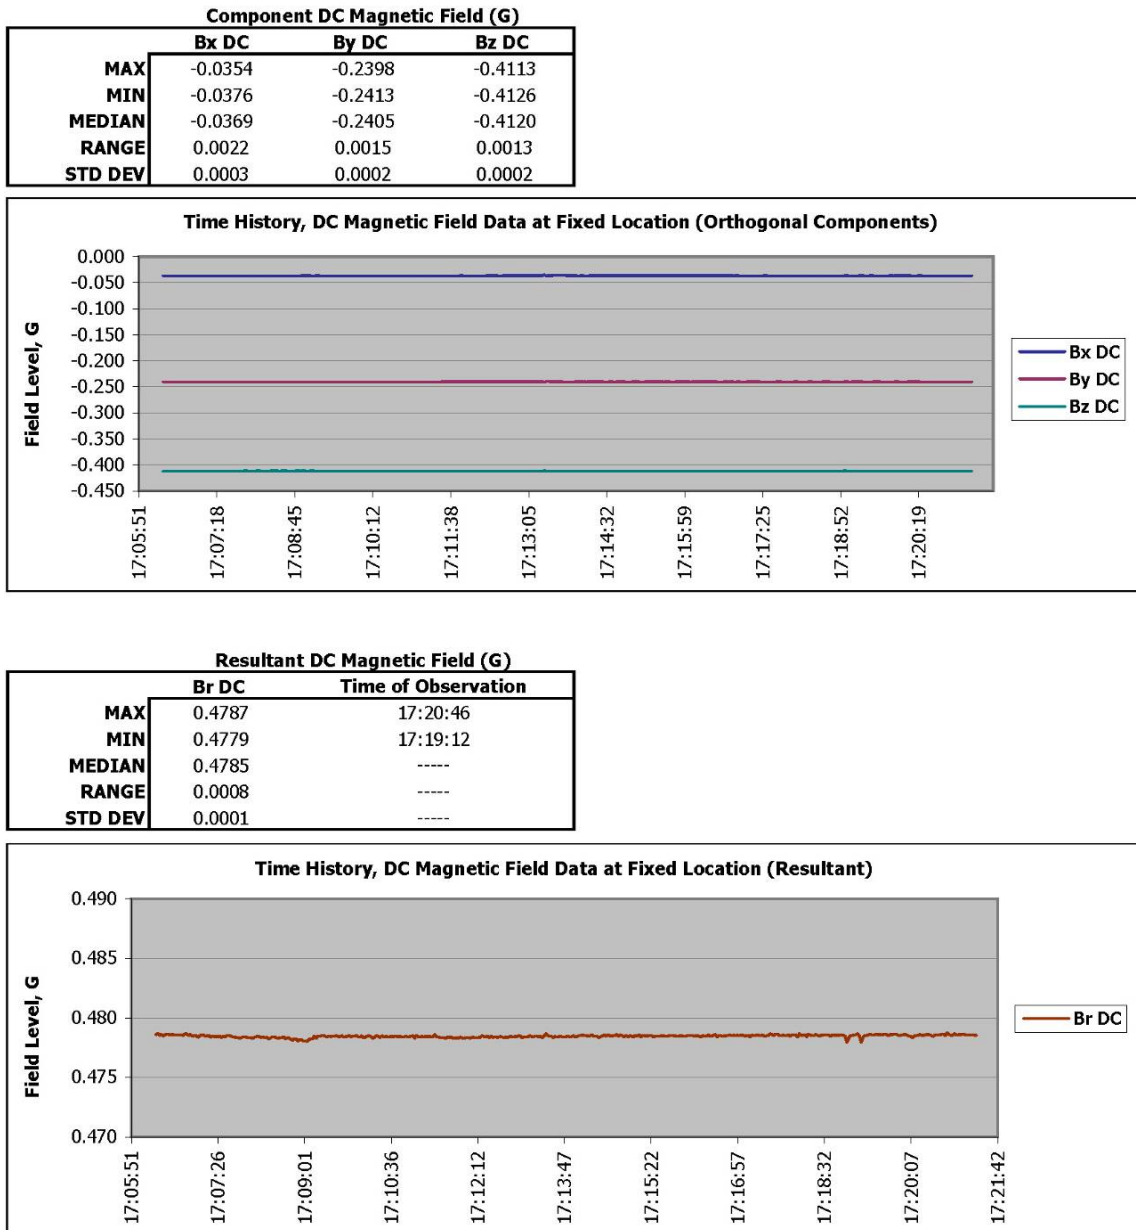 Component DC Magnetic Field (G)
Bx DC By DC Bz DC
MAX -0.0354 -0.2398 -0.4113
MIN -0.0376 -0.2413 -0.4126
MEDIAN -0.0369 -0.2405 -0.4120
RANGE 0.0022 0.0015 0.0013
STD DEV 0.0003 0.0002 0.0002
Time History, DC Magnetic Field Data at Fixed Location (Orthogonal Components)
Field Level, G
0.000
-0.050
-0.100
-0.150
-0.200
-0.250
-0.300
-0.350
-0.400
-0.450
17:05:51
17:07:18
17:08:45
17:10:12
17:11:38
17:13:05
17:14:32
17:15:59
17:17:25
17:18:52
17:20:19
Bx DC
By DC
Bz DC
Resultant DC Magnetic Field (G)
Br DC Time of Observation
MAX 0.4787 17:20:46
MIN 0.4779 17:19:12
MEDIAN 0.4785 -----
RANGE 0.0008 -----
STD DEV 0.0001 -----
Time History, DC Magnetic Field Data at Fixed Location (Resultant)
Field Level, G
0.490
0.485
0.480
0.475
0.470
17:05:51
17:07:26
17:09:01
17:10:36
17:12:12
17:13:47
17:15:22
17:16:57
17:18:32
17:20:07
17:21:42
Br DC